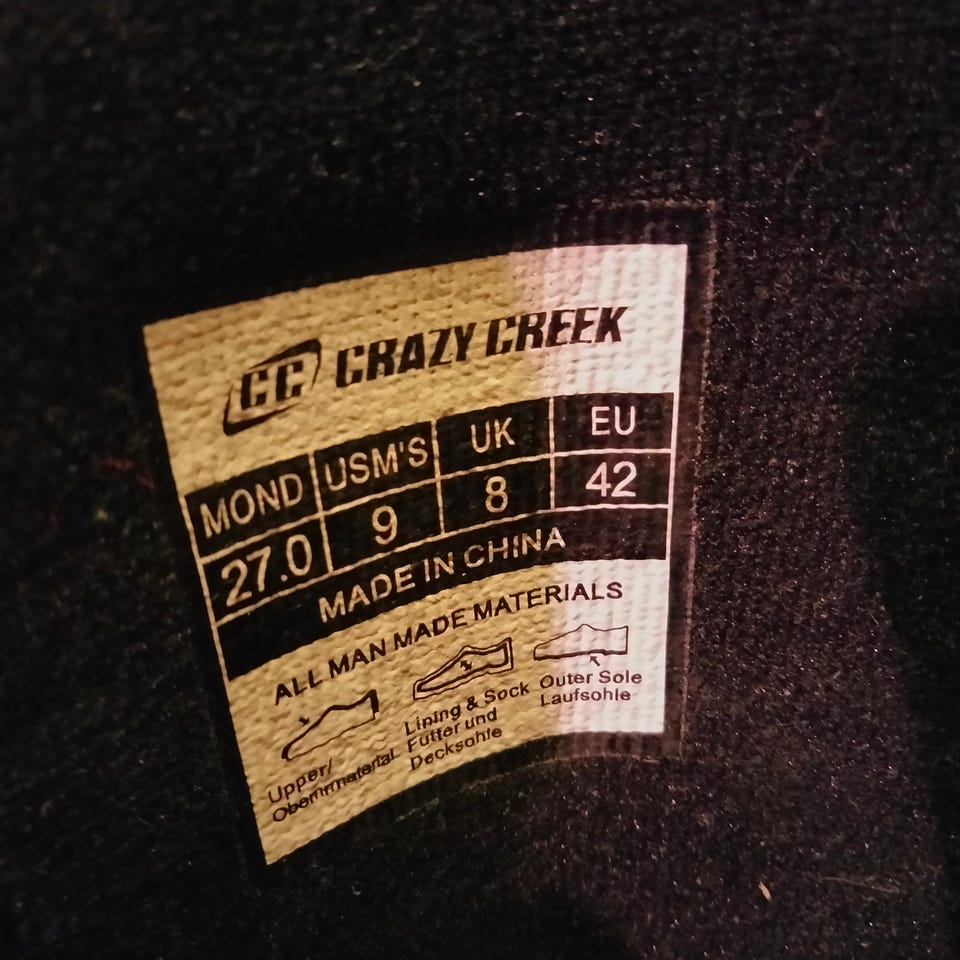 CC CRAZY CREEK
MOND USM'S UK EU
27.0 9 8 42
MADE IN CHINA
ALL MAN MADE MATERIALS
Upper/
Obermmaterial
Lining & Sock
Futter und
Decksohle
Outer Sole
Laufsohle